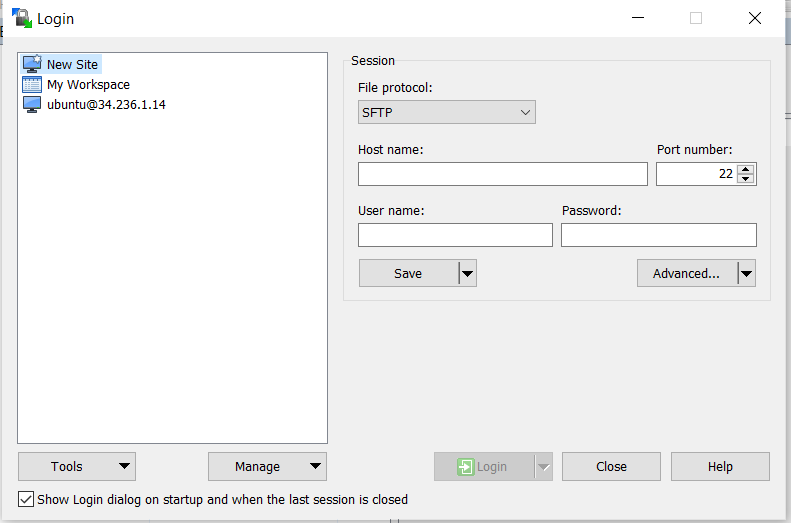 Login
New Site
My Workspace
ubuntu@34.236.1.14
Session
File protocol:
SFTP
Host name:
Port number:
22
User name:
Password:
Save
Advanced...
Tools
Manage
Login
Close
Help
Show Login dialog on startup and when the last session is closed